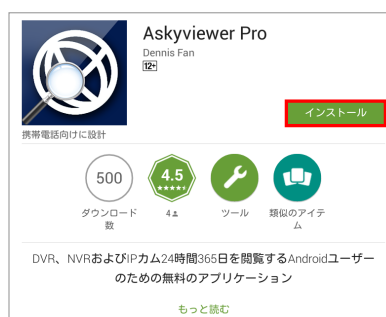 Askyviewer Pro
Dennis Fan
12+
インストール
携帯電話向けに設計
500
4.5
ダウンロード
数
4
ツール
類似のアイテ
ム
DVR、NVRおよびIPカム24時間365日を閲覧するAndroidユーザー
のための無料のアプリケーション
もっと読む